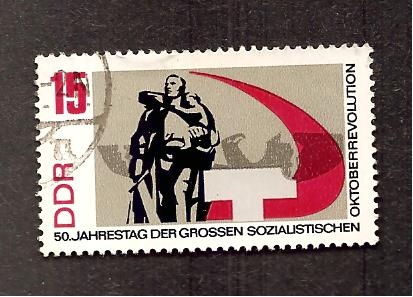 15
DDR
50. JAHRESTAG DER GROSSEN SOZIALISTISCHEN
OKTOBERREVOLUTION